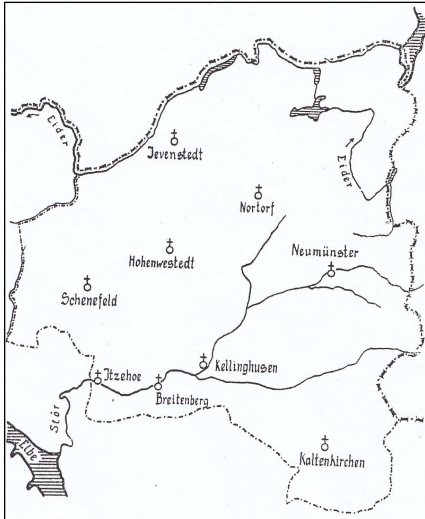 Eider
Jevenstedt
Eider
Nortorf
Hohenwestedt
Neumünster
Schenefeld
Kellinghusen
Itzehoe
Breitenberg
Stör
Elbe
Kaltenkirchen